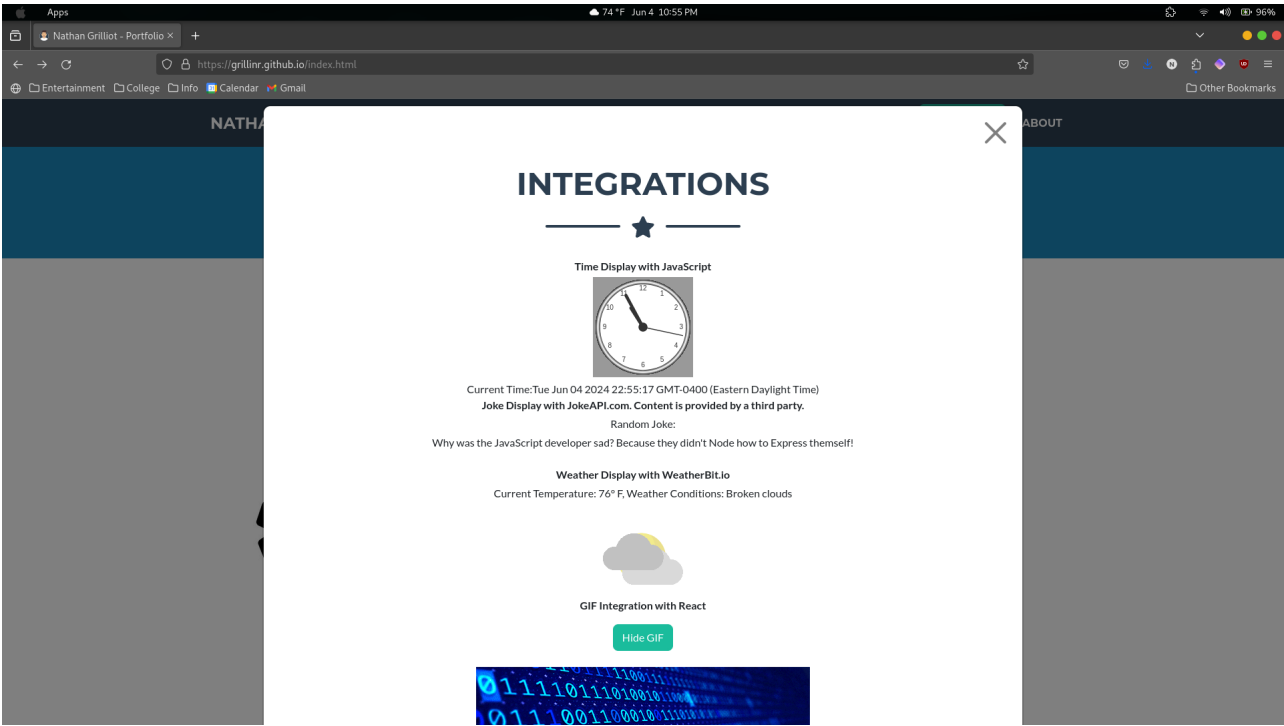 Apps
74 °F Jun 4 10:55 PM
96%
Nathan Grilliot - Portfolio
https://grillinr.github.io/index.html
Entertainment College Info Calendar Gmail
Other Bookmarks
NATHA
ABOUT
INTEGRATIONS
Time Display with JavaScript
12
11 1
10 2
9 3
8 4
7 5
6
Current Time:Tue Jun 04 2024 22:55:17 GMT-0400 (Eastern Daylight Time)
Joke Display with JokeAPI.com. Content is provided by a third party.
Random Joke:
Why was the JavaScript developer sad? Because they didn't Node how to Express themself!
Weather Display with WeatherBit.io
Current Temperature: 76° F, Weather Conditions: Broken clouds
GIF Integration with React
Hide GIF